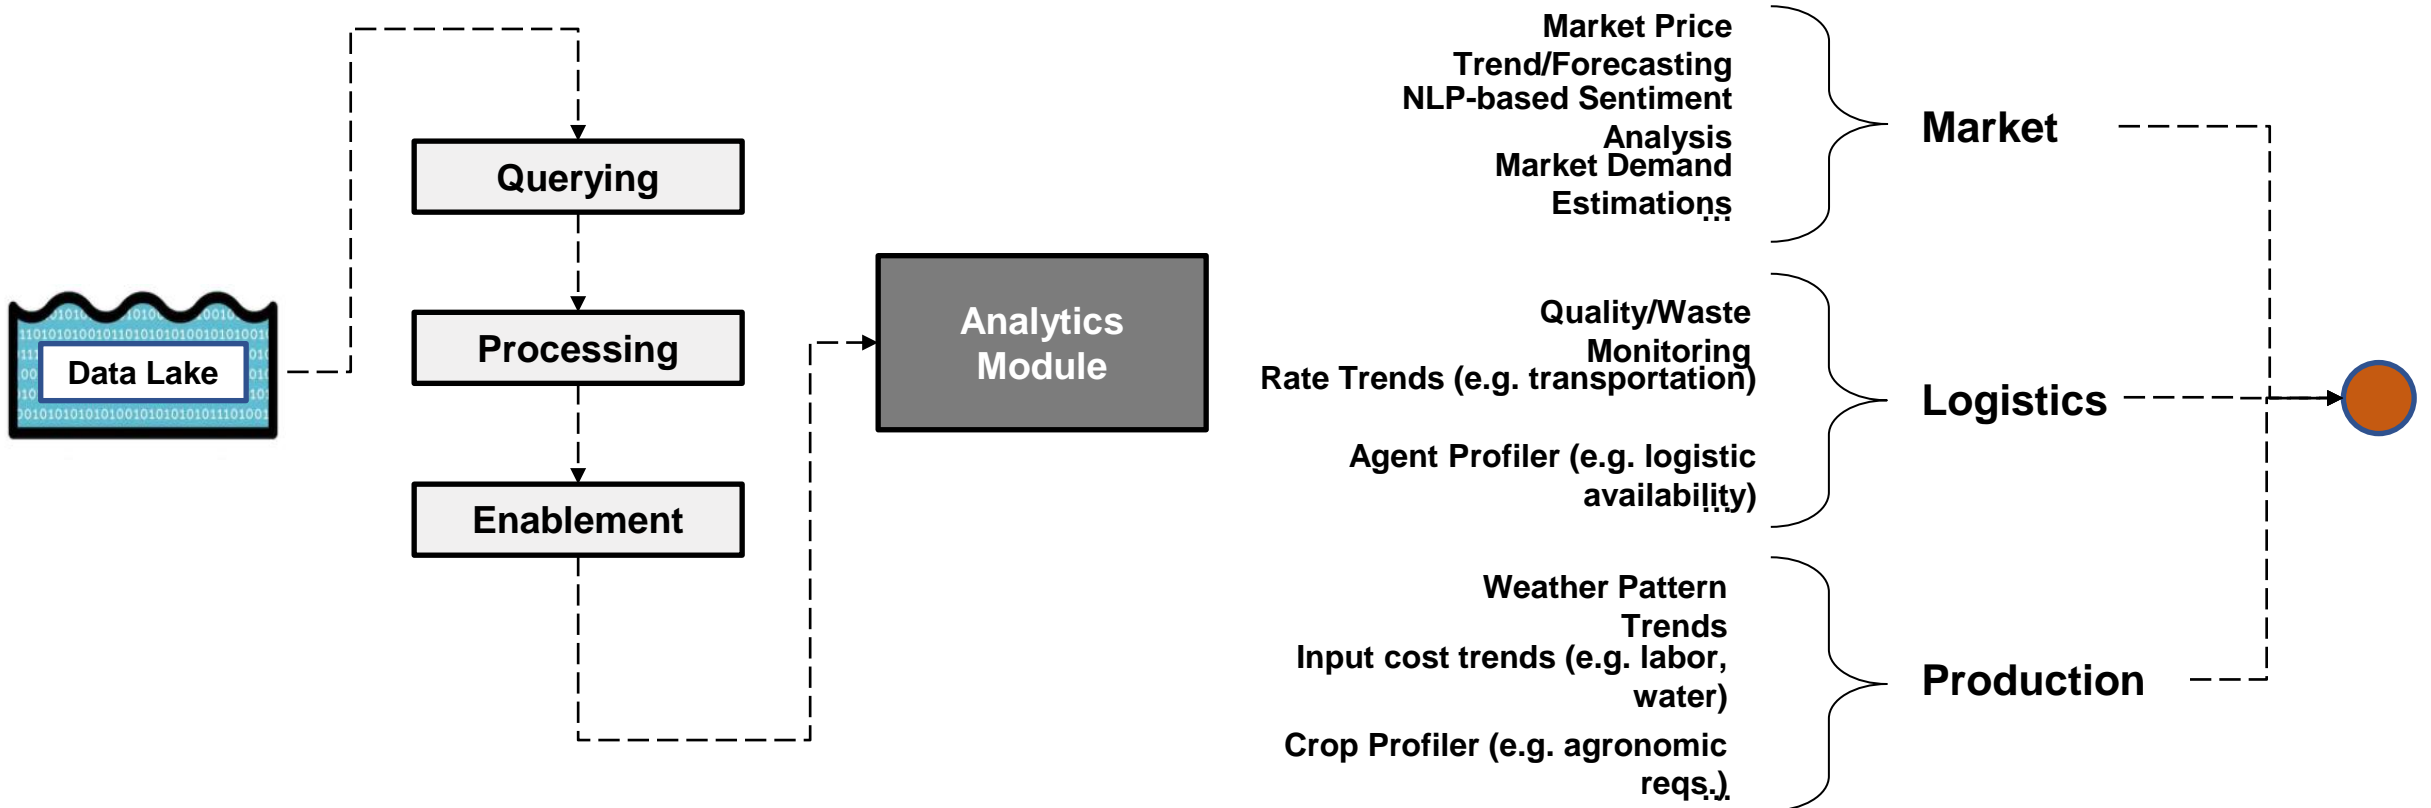 Market Price
Trend/Forecasting
NLP-based Sentiment
Analysis
Market Demand
Estimations
...
Market
Querying
Processing
Enablement
Data Lake
Analytics
Module
Quality/Waste
Monitoring
Rate Trends (e.g. transportation)
Agent Profiler (e.g. logistic
availability)
...
Logistics
Weather Pattern
Trends
Input cost trends (e.g. labor,
water)
Crop Profiler (e.g. agronomic
reqs.)
...
Production